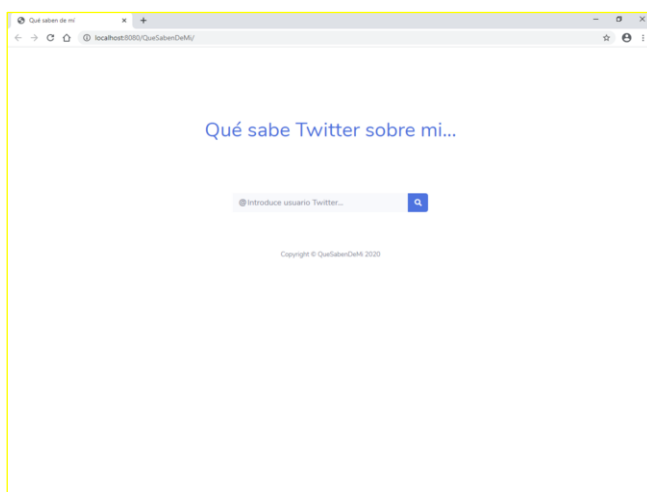 Qué saben de mi
localhost:8080/QueSabenDeMi/
Qué sabe Twitter sobre mi...
@Introduce usuario Twitter...
Copyright © QueSabenDeMi 2020